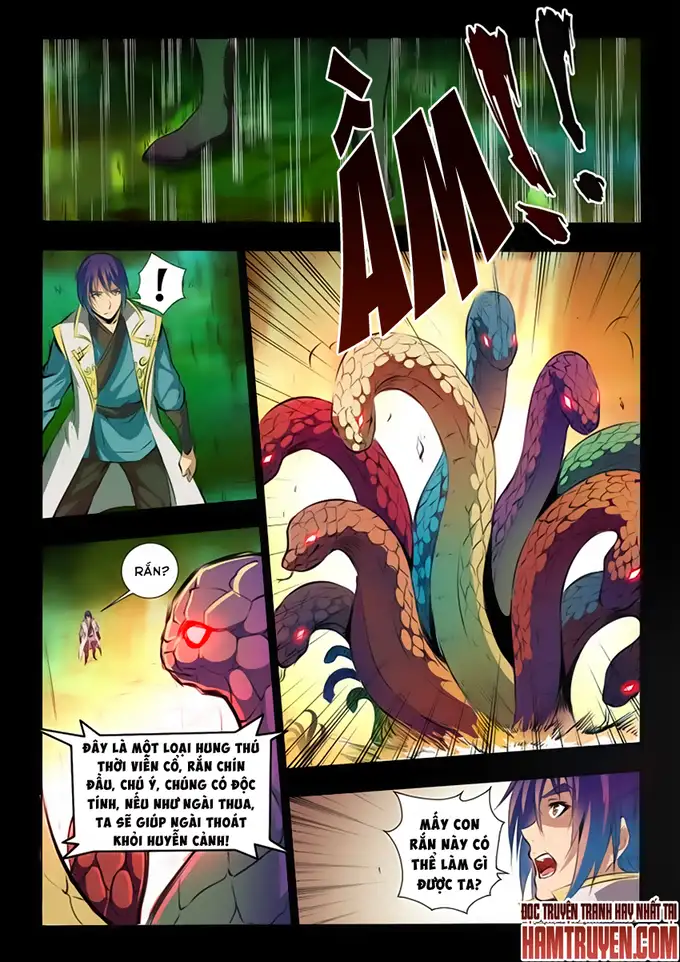 ẦM!!
!
RẮN?
ĐÂY LÀ MỘT LOẠI HUNG THÚ
THỜI VIỄN CỔ, RẮN CHÍN
ĐẦU, CHÚ Ý, CHÚNG CÓ ĐỘC
TÍNH, NẾU NHƯ NGÀI THUA,
TA SẼ GIÚP NGÀI THOÁT
KHỎI HUYỄN CẢNH!
MẤY CON
RẮN NÀY CÓ
THỂ LÀM GÌ
ĐƯỢC TA?
ĐỌC TRUYỆN TRANH HAY NHẤT TẠI
HAMTRUYEN.COM